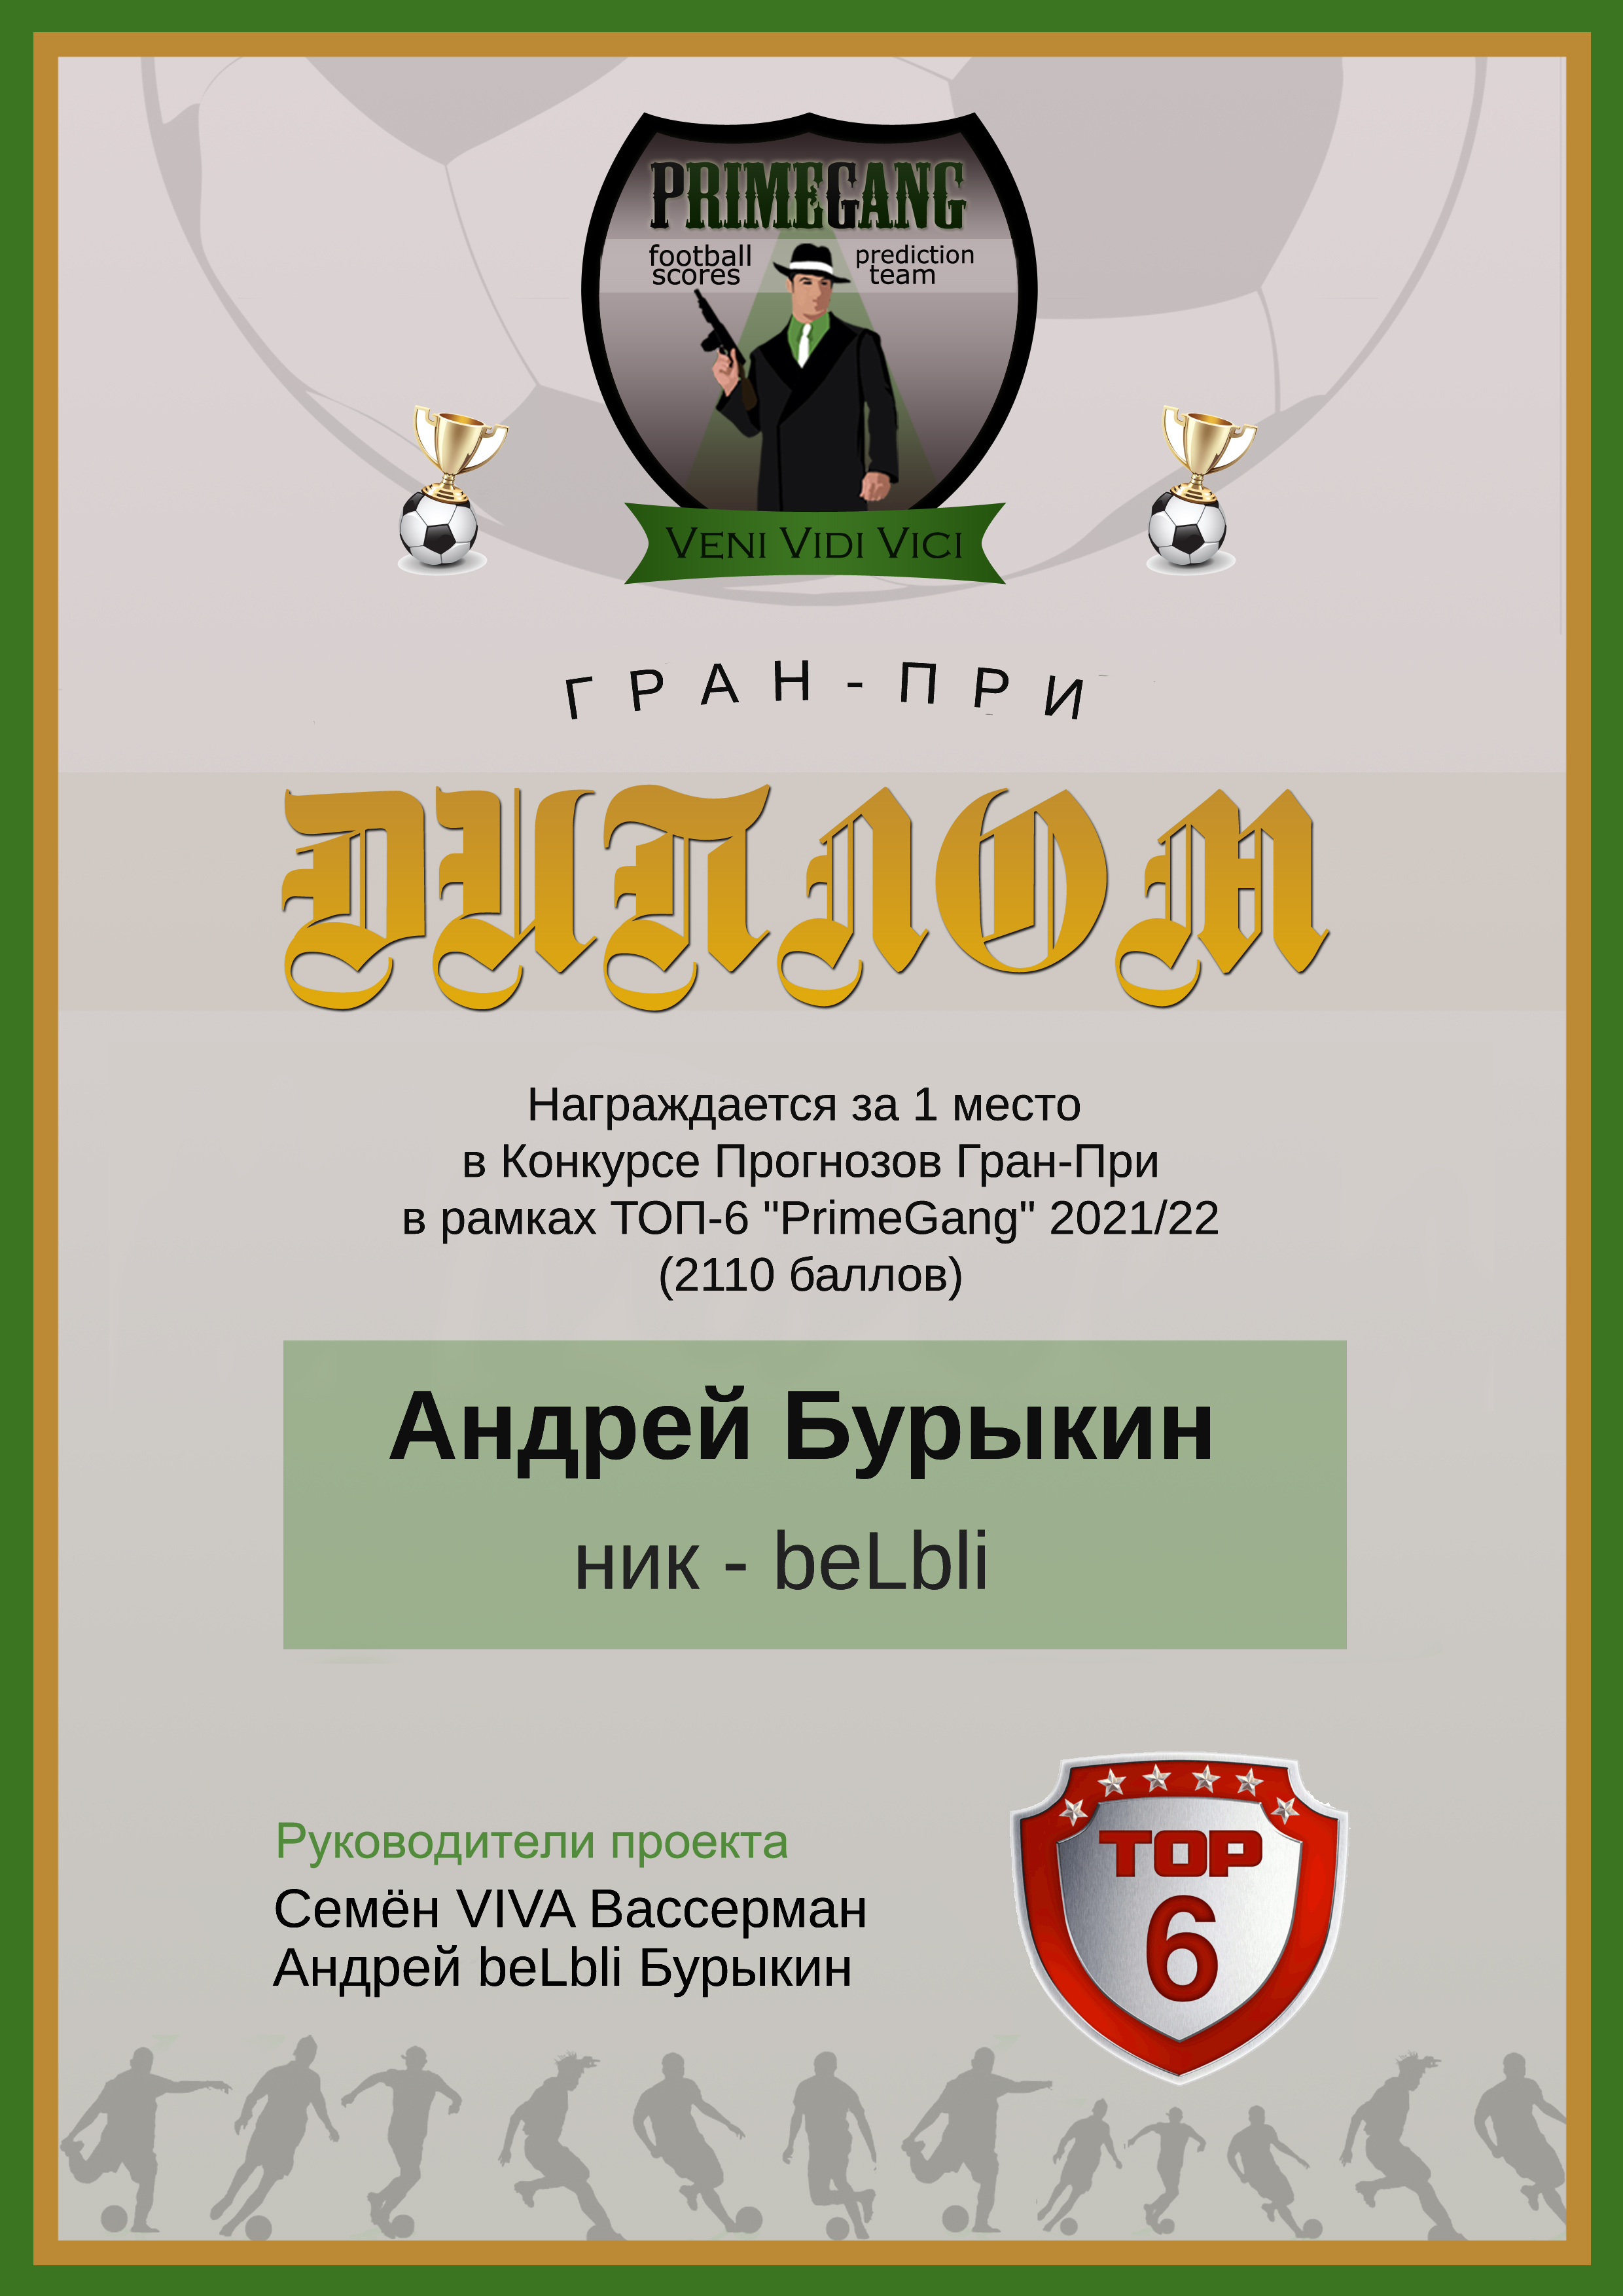 PRIMEGANG
football prediction
scores team
VENI VIDI VICI
ГРАН-ПРИ
ДИПЛОМ
Награждается за 1 место
в Конкурсе Прогнозов Гран-При
в рамках ТОП-6 "PrimeGang" 2021/22
(2110 баллов)
Андрей Бурыкин
ник - beLbli
Руководители проекта
Семён VIVA Вассерман
Андрей beLbli Бурыкин
TOP
6